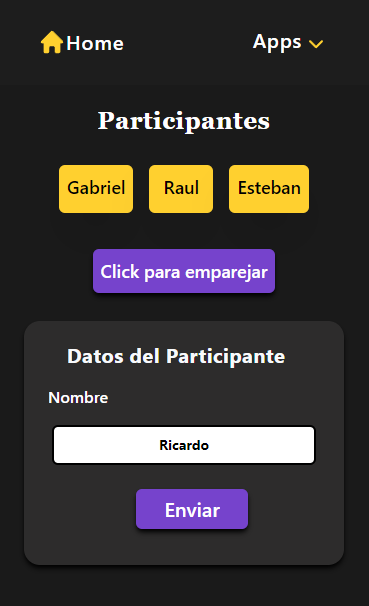 Home Apps
Participantes
Gabriel Raul Esteban
Click para emparejar
Datos del Participante
Nombre
Ricardo
Enviar